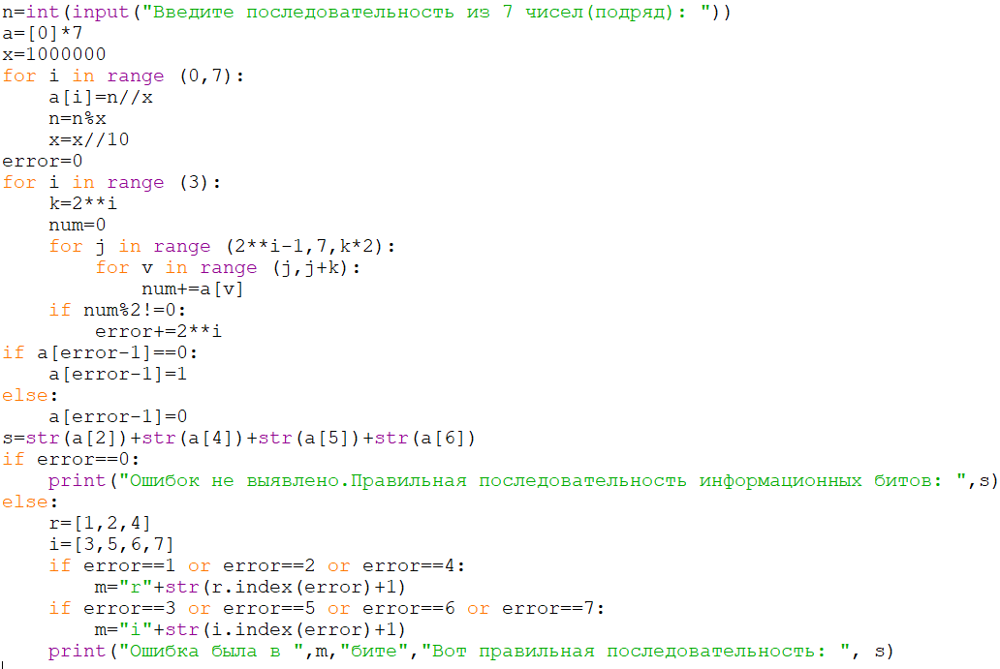 n=int(input("Введите последовательность из 7 чисел(подряд): "))
a=[0]*7
x=1000000
for i in range (0,7):
    a[i]=n//x
    n=n%x
    x=x//10
error=0
for i in range (3):
    k=2**i
    num=0
    for j in range (2**i-1,7,k*2):
        for v in range (j,j+k):
            num+=a[v]
    if num%2!=0:
        error+=2**i
if a[error-1]==0:
    a[error-1]=1
else:
    a[error-1]=0
s=str(a[2])+str(a[4])+str(a[5])+str(a[6])
if error==0:
    print("Ошибок не выявлено.Правильная последовательность информационных битов: ",s)
else:
    r=[1,2,4]
    i=[3,5,6,7]
    if error==1 or error==2 or error==4:
        m="r"+str(r.index(error)+1)
    if error==3 or error==5 or error==6 or error==7:
        m="i"+str(i.index(error)+1)
    print("Ошибка была в ",m,"бите","Вот правильная последовательность: ", s)